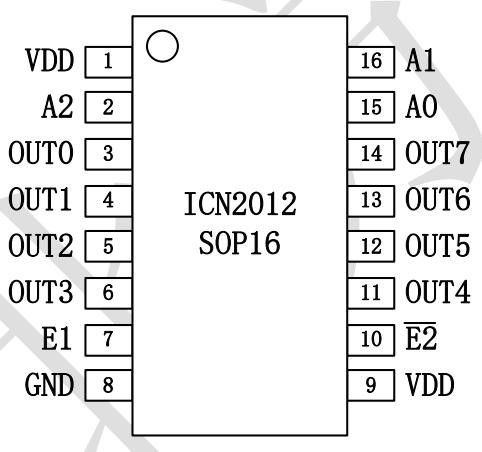 VDD 1 16 A1
A2 2 15 A0
OUT0 3 14 OUT7
OUT1 4 ICN2012 13 OUT6
OUT2 5 SOP16 12 OUT5
OUT3 6 11 OUT4
E1 7 10 E2̅
GND 8 9 VDD